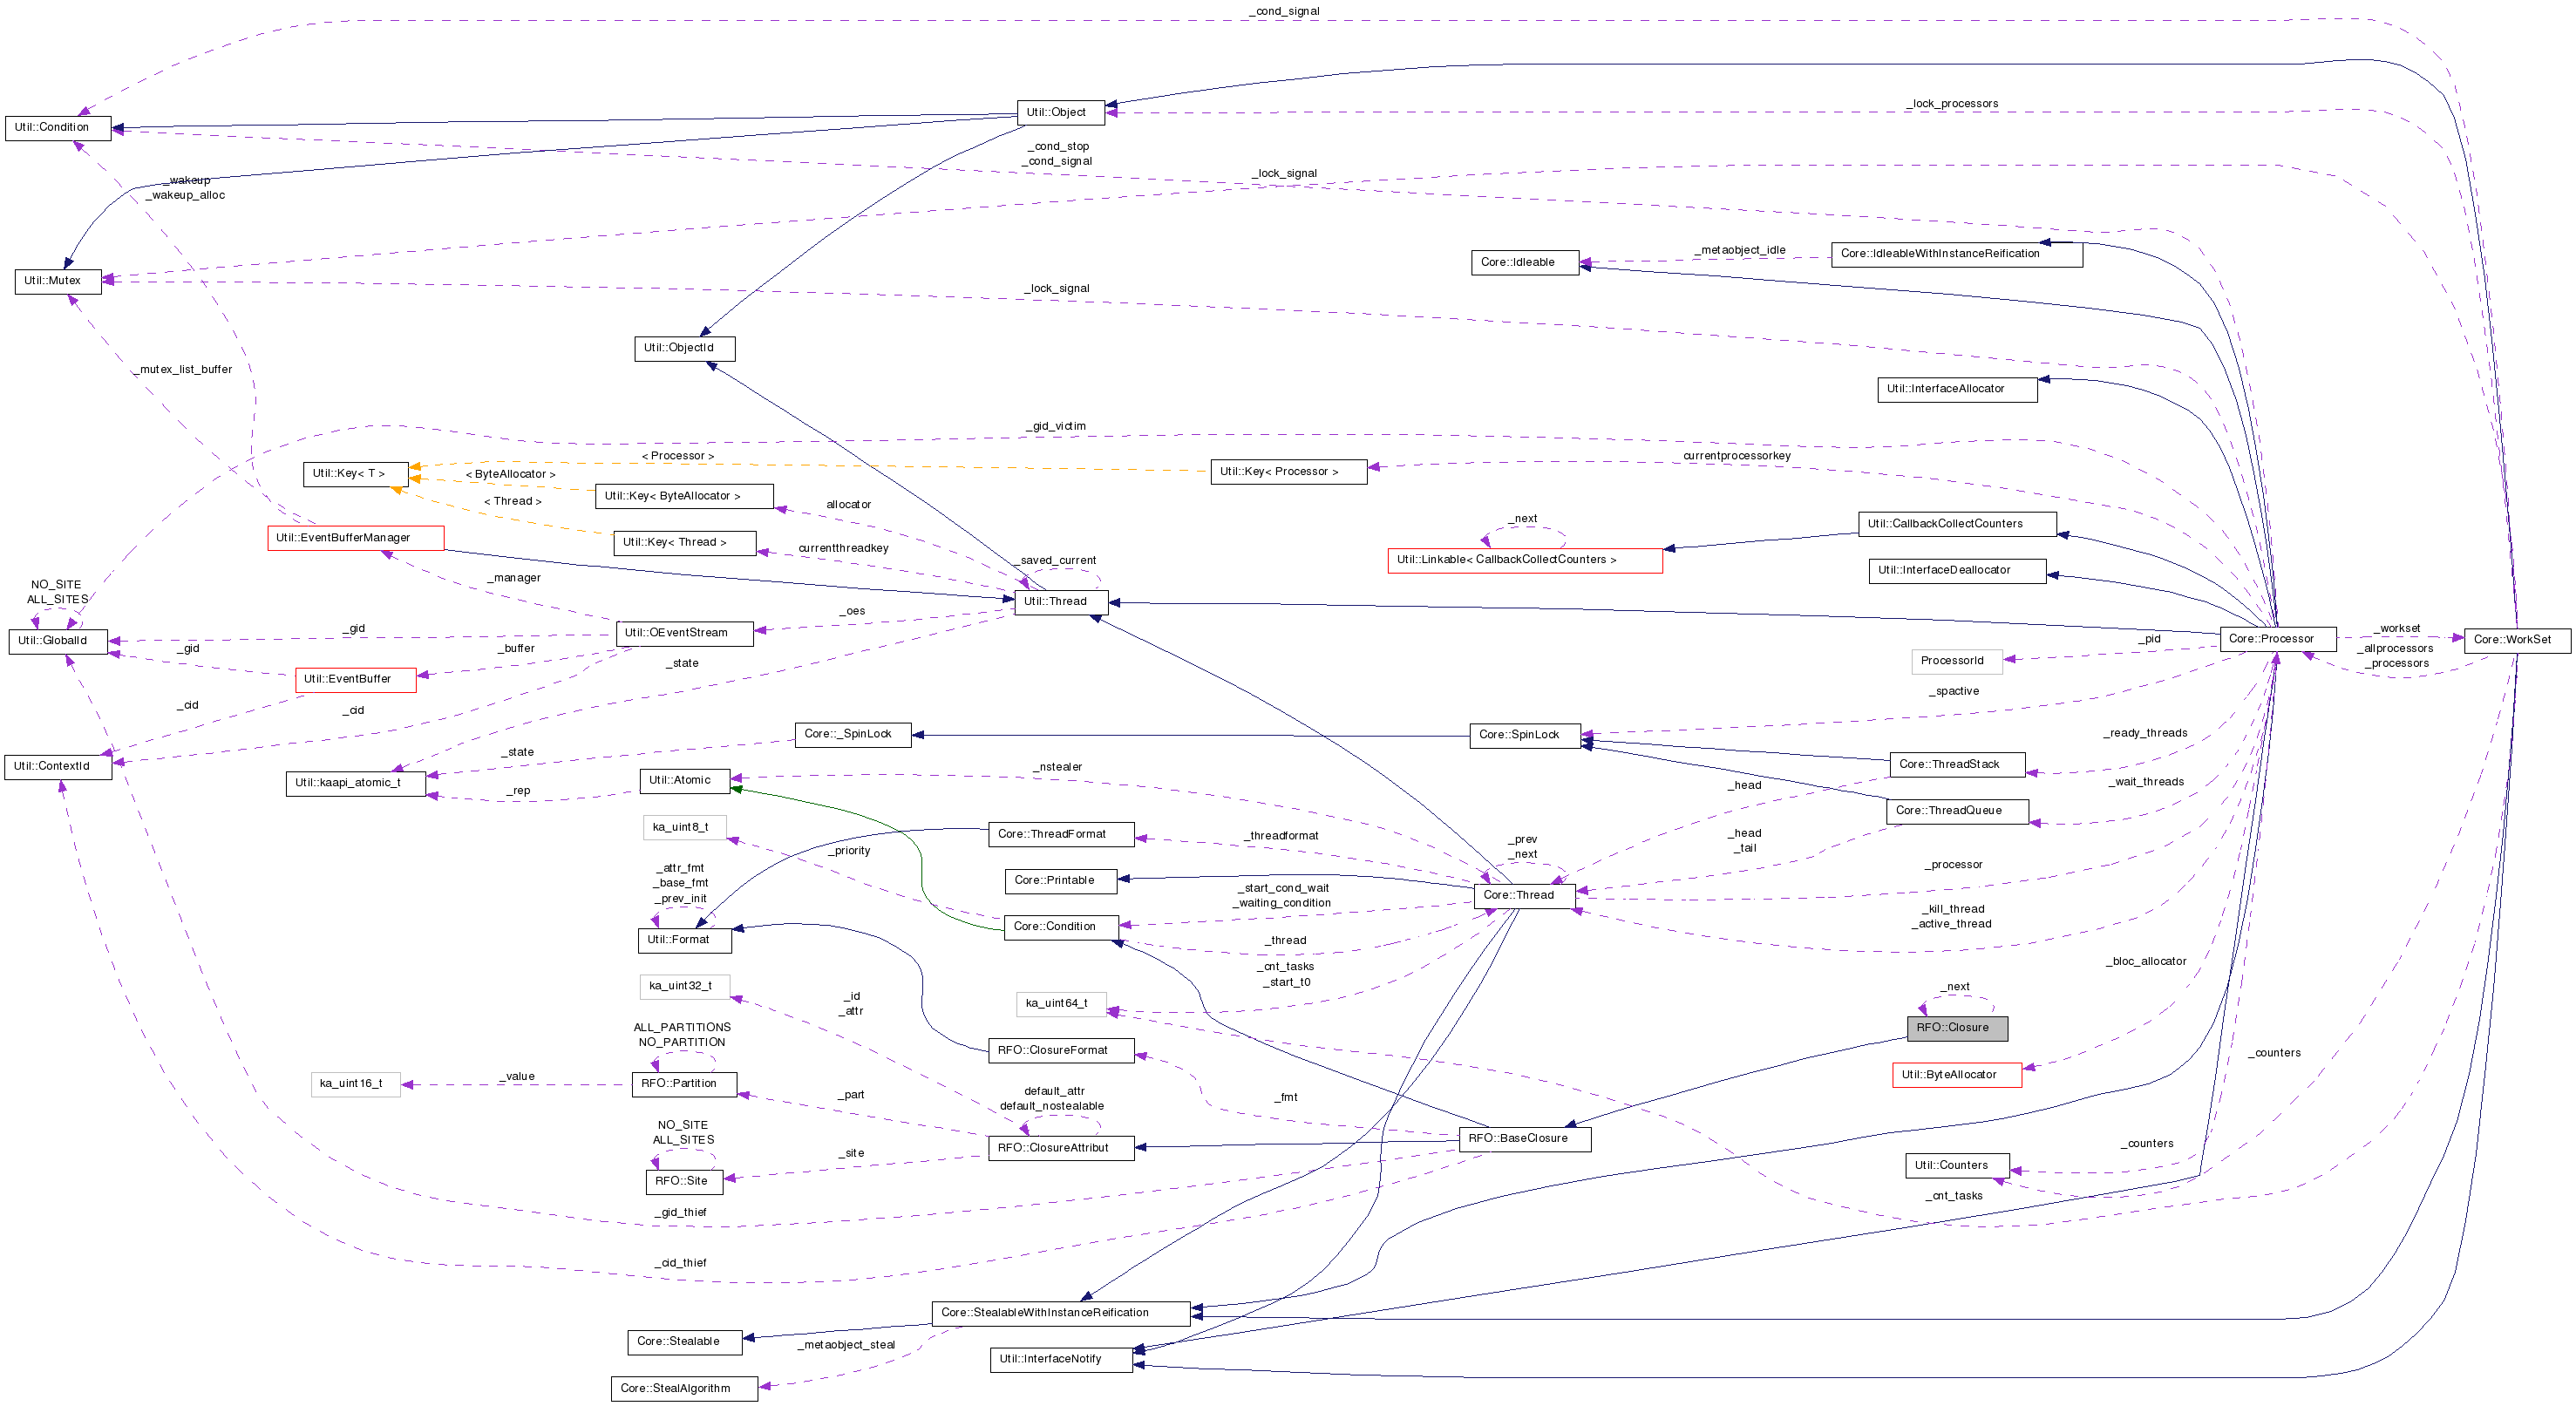 _cond_signal
_lock_processors
Util::Object
Util::Condition
_cond_stop
_cond_signal
_lock_signal
_wakeup
_wakeup_alloc
Core::IdleableWithInstanceReification
_metaobject_idle
Core::Idleable
Util::Mutex
_lock_signal
Util::ObjectId
_mutex_list_buffer
Util::InterfaceAllocator
_gid_victim
< Processor >
currentprocessorkey
Util::Key< T >
< ByteAllocator >
Util::Key< Processor >
Util::Key< ByteAllocator >
< Thread >
allocator
_next
Util::CallbackCollectCounters
Util::EventBufferManager
Util::Key< Thread >
currentthreadkey
Util::Linkable< CallbackCollectCounters >
_saved_current
Util::InterfaceDeallocator
_manager
NO_SITE
ALL_SITES
Util::Thread
_oes
Util::GlobalId
_gid
Util::OEventStream
_pid
Core::Processor
_workset
Core::WorkSet
_gid
_buffer
_allprocessors
_processors
ProcessorId
_state
Util::EventBuffer
_spactive
_cid
_cid
Core::_SpinLock
Core::SpinLock
_ready_threads
_state
Util::ContextId
Util::kaapi_atomic_t
Util::Atomic
_nstealer
Core::ThreadStack
_rep
_head
_wait_threads
Core::ThreadQueue
ka_uint8_t
Core::ThreadFormat
_threadformat
_prev
_next
_head
_tail
_priority
_attr_fmt
_base_fmt
_prev_init
Core::Printable
_start_cond_wait
_waiting_condition
Core::Thread
_processor
_kill_thread
_active_thread
Core::Condition
Util::Format
_thread
_bloc_allocator
_cnt_tasks
_start_t0
ka_uint32_t
_id
_attr
ka_uint64_t
_next
RFO::Closure
ALL_PARTITIONS
NO_PARTITION
RFO::ClosureFormat
_counters
ka_uint16_t
_value
RFO::Partition
_part
default_attr
default_nostealable
_fmt
Util::ByteAllocator
NO_SITE
ALL_SITES
RFO::ClosureAttribut
RFO::BaseClosure
_counters
_site
RFO::Site
Util::Counters
_cnt_tasks
_gid_thief
_cid_thief
Core::StealableWithInstanceReification
Core::Stealable
_metaobject_steal
Util::InterfaceNotify
Core::StealAlgorithm